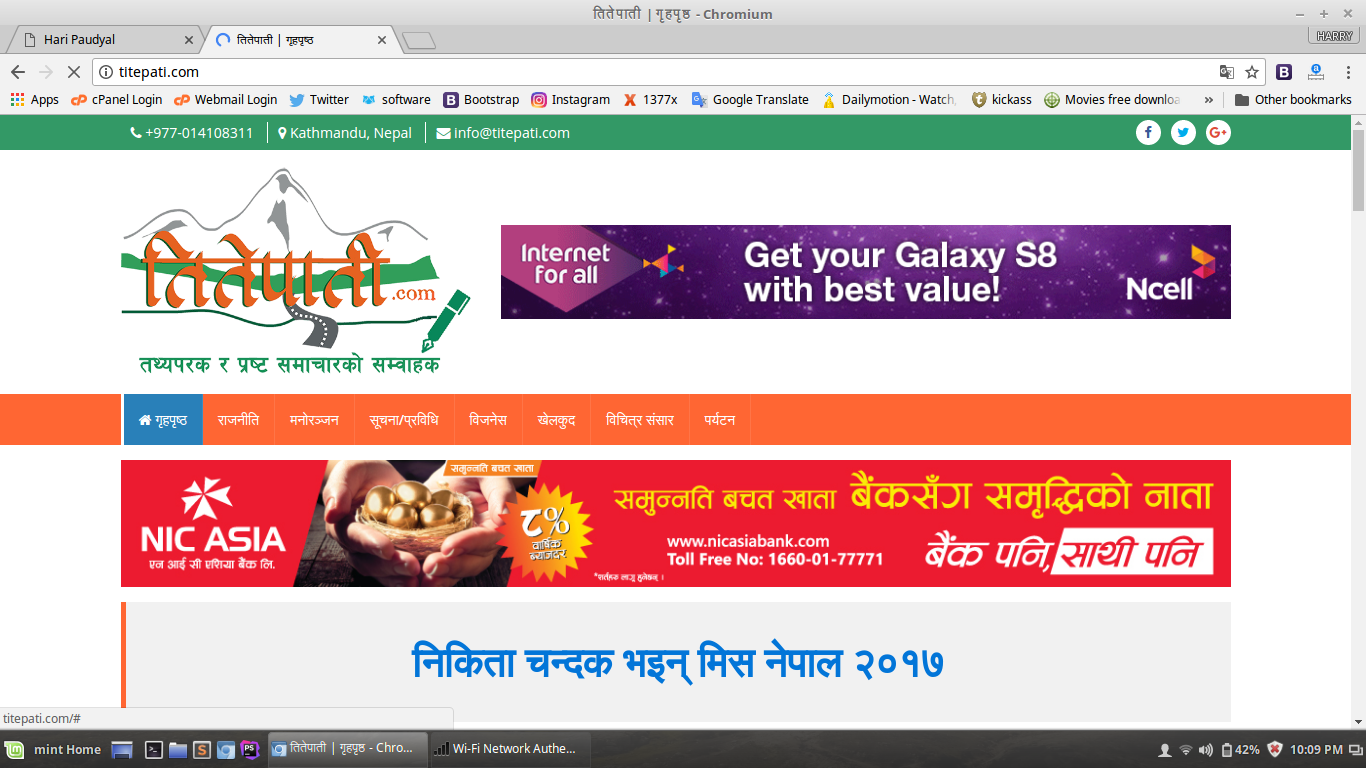 तितेपाती | गृहपृष्ठ - Chromium
Hari Paudyal
तितेपाती | गृहपृष्ठ
HARRY
titepati.com
Apps
cPanel Login
Webmail Login
Twitter
software
Bootstrap
Instagram
1377x
Google Translate
Dailymotion - Watch,
kickass
Movies free downloa
»
Other bookmarks
+977-014108311
Kathmandu, Nepal
info@titepati.com
तितेपाती.com
तथ्यपरक र प्रष्ट समाचारको सम्वाहक
Internet
for all
Get your Galaxy S8
with best value!
Ncell
गृहपृष्ठ
राजनीति
मनोरञ्जन
सूचना/प्रविधि
विजनेस
खेलकुद
विचित्र संसार
पर्यटन
NIC ASIA
एन आई सी एशिया बैंक लि.
समुन्नति बचत खाता
८%
वार्षिक
ब्याजदर
*शर्तहरू लागू हुनेछन् ।
समुन्नति बचत खाता बैंकसँग समृद्धिको नाता
www.nicasiabank.com
Toll Free No: 1660-01-77771
बैंक पनि, साथी पनि
निकिता चन्दक भइन् मिस नेपाल २०१७
titepati.com/#
mint Home
तितेपाती | गृहपृष्ठ - Chro...
Wi-Fi Network Authe...
42%
10:09 PM